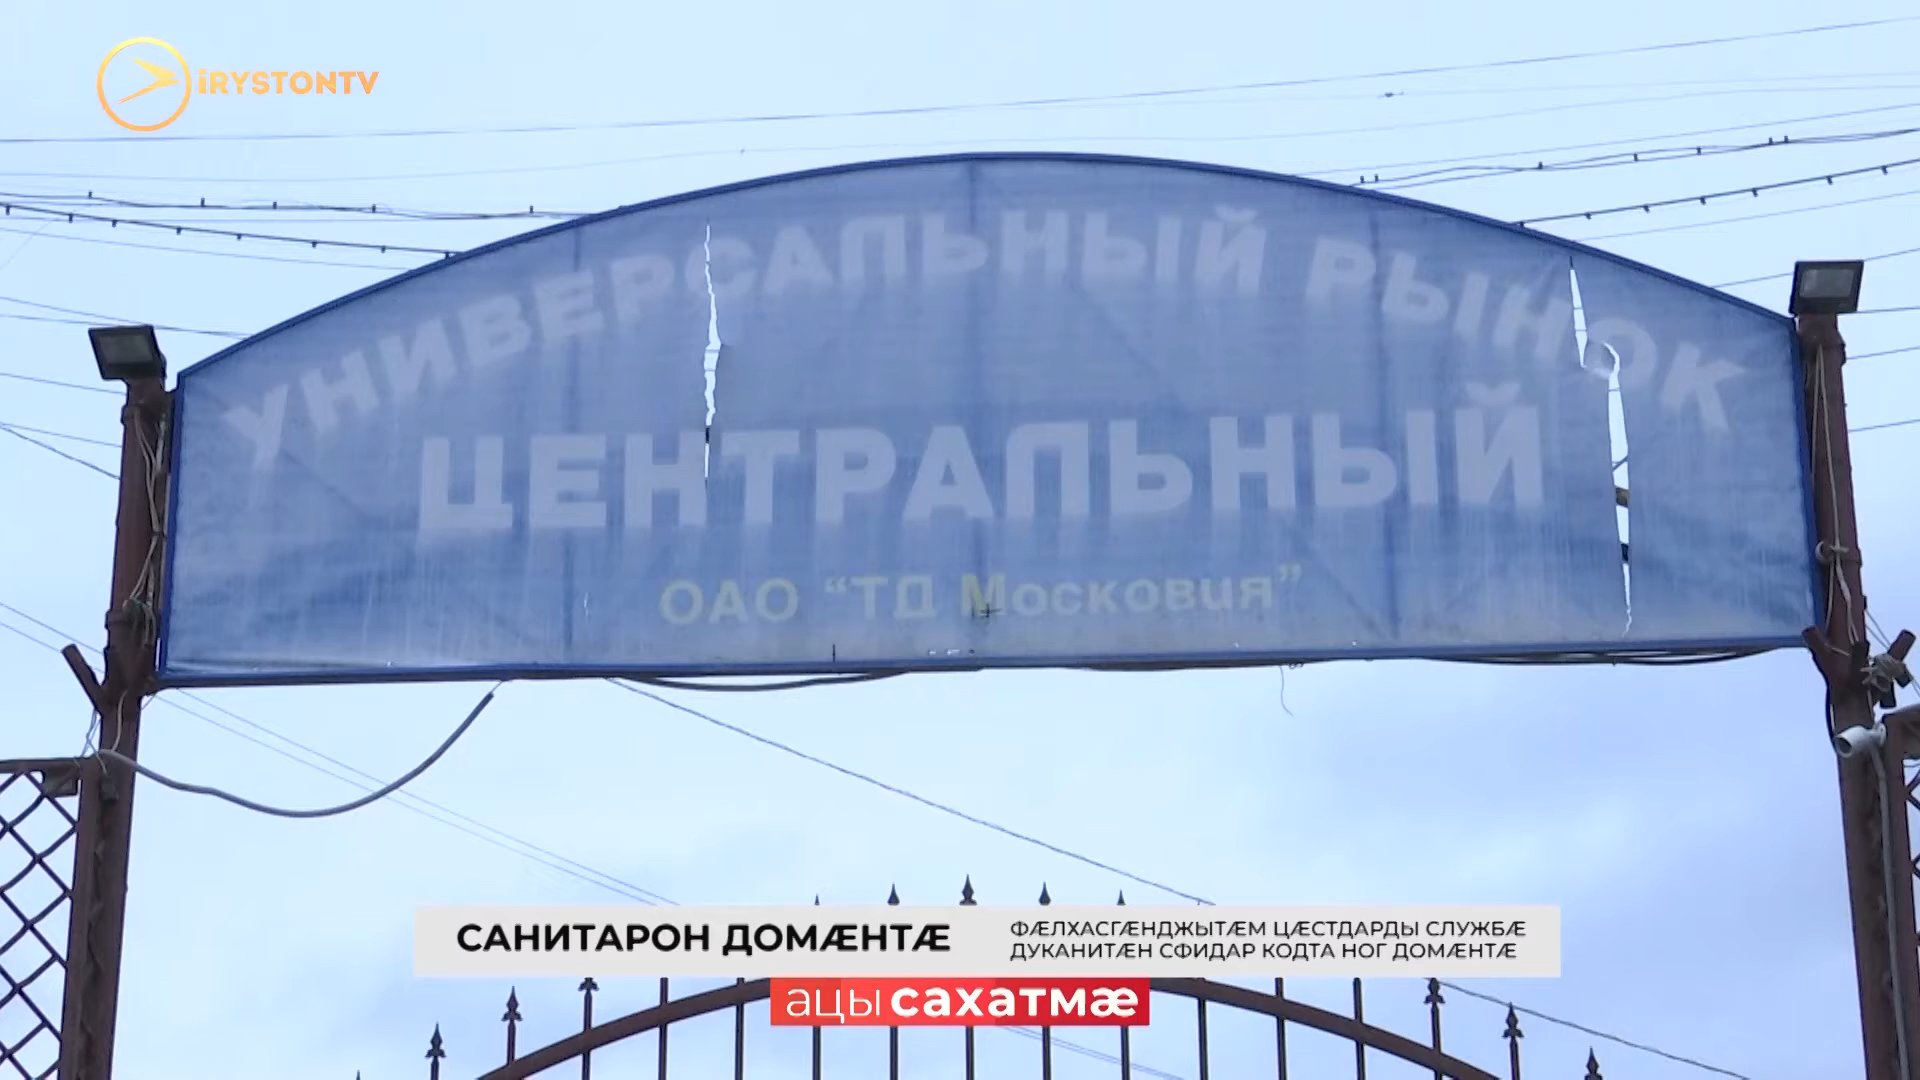 iRYSTONTV
УНИВЕРСАЛЬНЫЙ РЫНОК
ЦЕНТРАЛЬНЫЙ
ОАО “ТД Московия”
САНИТАРОН ДОМÆНТÆ
ФÆЛХАСГÆНДЖЫТÆМ ЦÆСТДАРДЫ СЛУЖБÆ
ДУКАНИТÆН СФИДАР КОДТА НОГ ДОМÆНТÆ
ацы сахатмæ